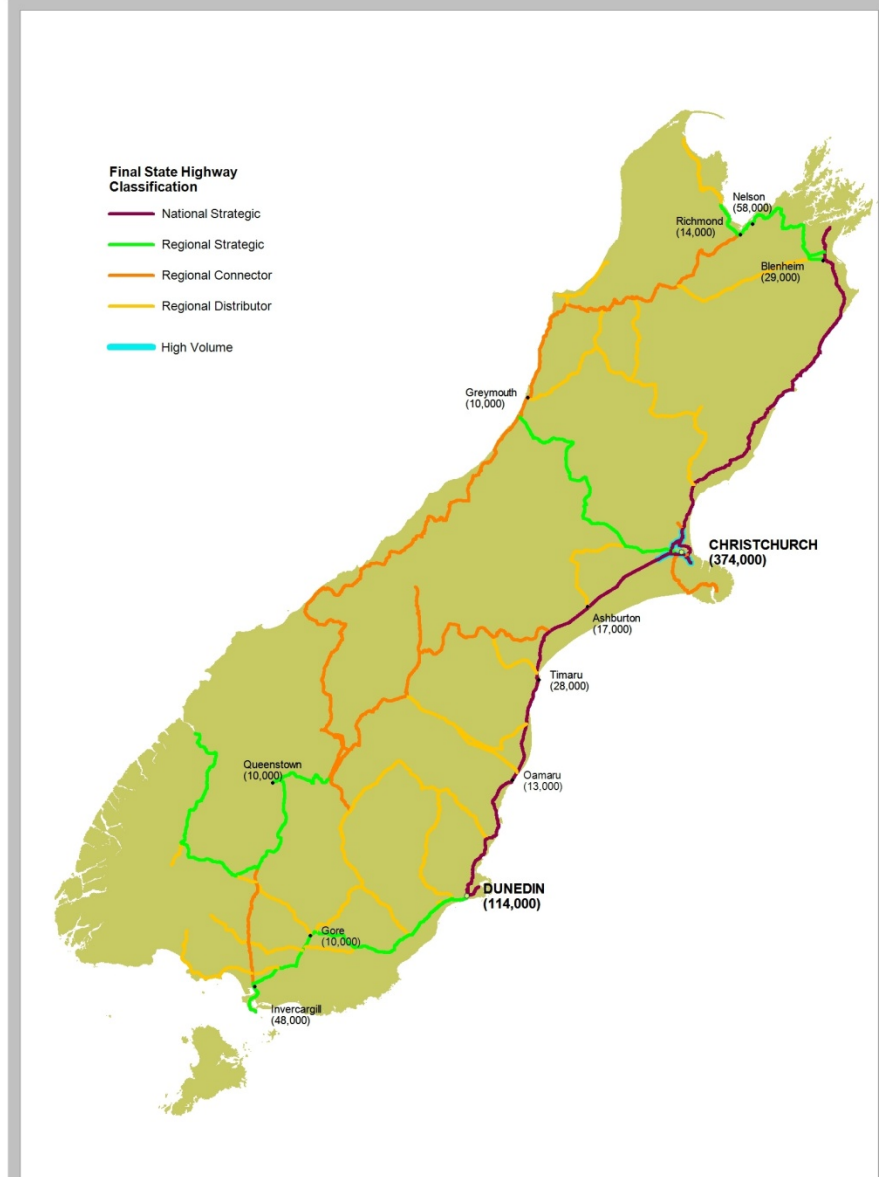 Final State Highway
Classification
National Strategic
Regional Strategic
Regional Connector
Regional Distributor
High Volume
Nelson
(58,000)
Richmond
(14,000)
Blenheim
(29,000)
Greymouth
(10,000)
CHRISTCHURCH
(374,000)
Ashburton
(17,000)
Timaru
(28,000)
Queenstown
(10,000)
Oamaru
(13,000)
DUNEDIN
(114,000)
Gore
(10,000)
Invercargill
(48,000)